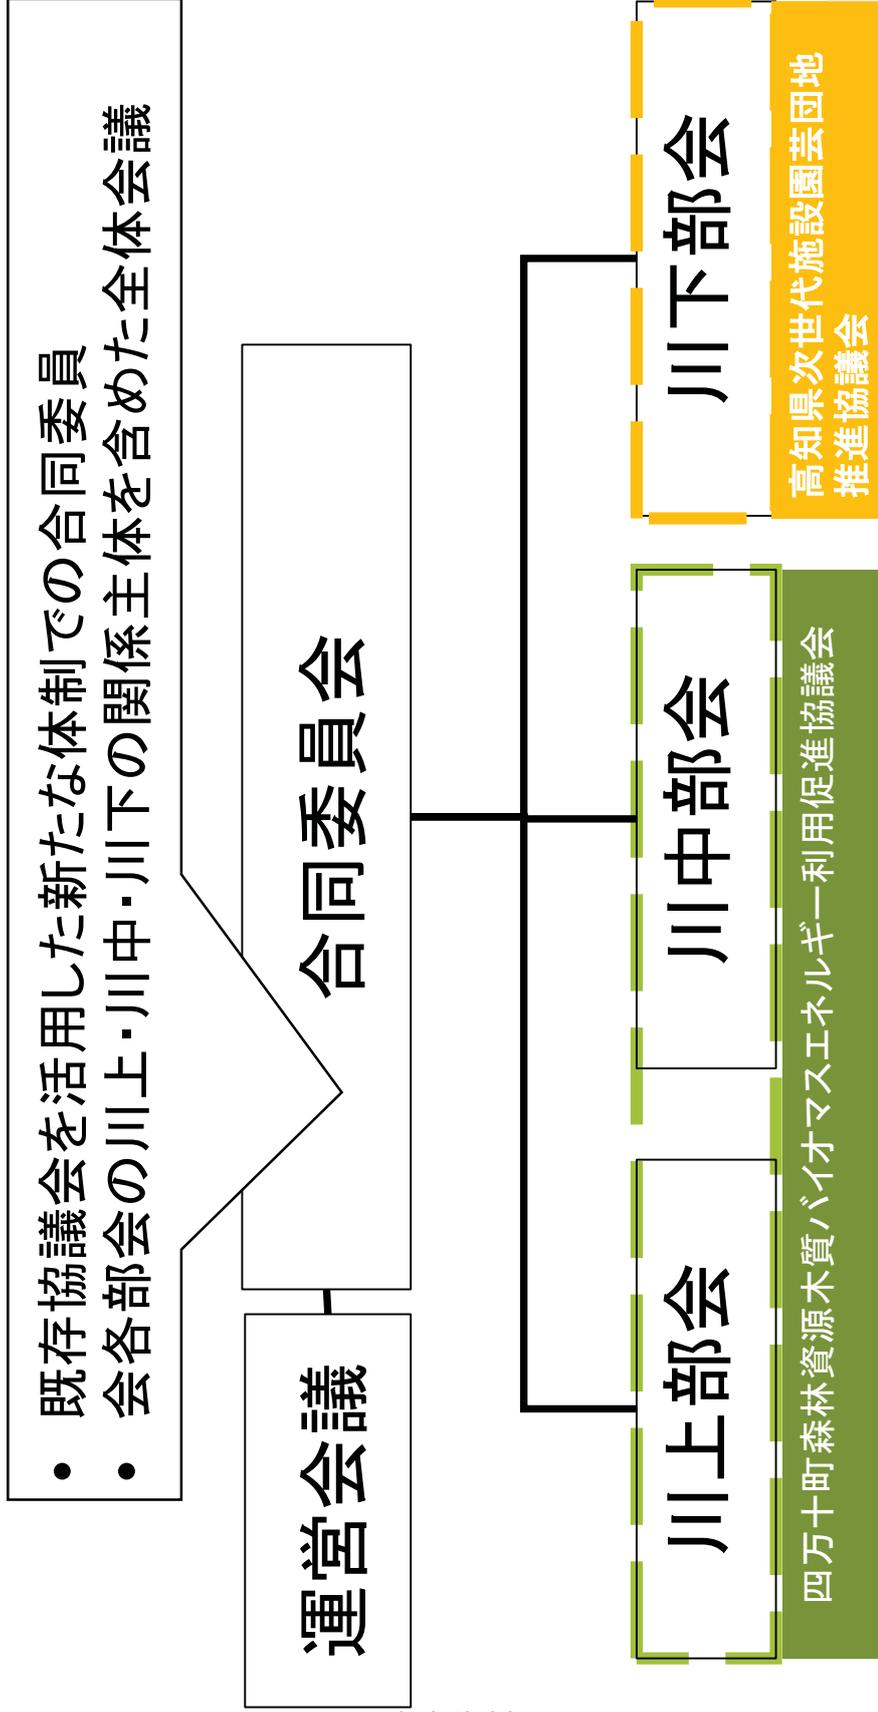 • 既存協議会を活用した新たな体制での合同委員
• 会各部会の川上・川中・川下の関係主体を含めた全体会議
運営会議
合同委員会
川上部会
川中部会
川下部会
四万十町森林資源木質バイオマスエネルギー利用促進協議会
高知県次世代施設園芸団地
推進協議会